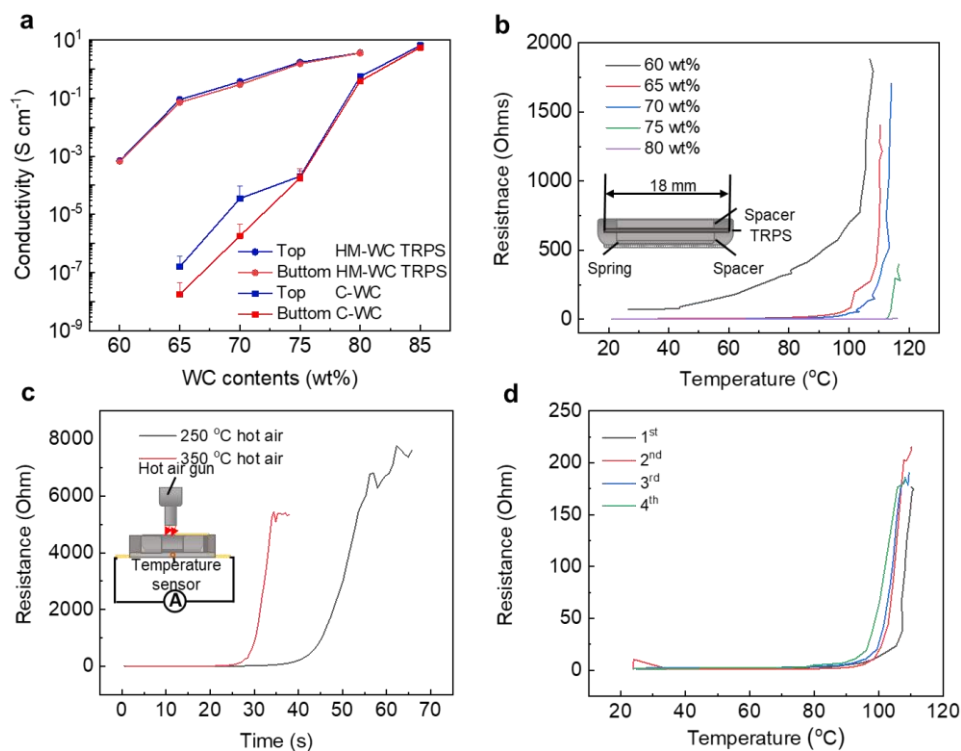 a
Conductivity (S cm⁻¹)
10¹
10⁻¹
10⁻³
10⁻⁵
10⁻⁷
10⁻⁹
Top HM-WC TRPS
Buttom HM-WC TRPS
Top C-WC
Buttom C-WC
60 65 70 75 80 85
WC contents (wt%)
b
Resistnace (Ohms)
2000
1500
1000
500
0
60 wt%
65 wt%
70 wt%
75 wt%
80 wt%
18 mm
Spacer
TRPS
Spring
Spacer
20 40 60 80 100 120
Temperature (°C)
c
Resistance (Ohm)
8000
6000
4000
2000
0
250 °C hot air
350 °C hot air
Hot air gun
Temperature
sensor
A
0 10 20 30 40 50 60 70
Time (s)
d
Resistance (Ohm)
250
200
150
100
50
0
1st
2nd
3rd
4th
20 40 60 80 100 120
Temperature (°C)